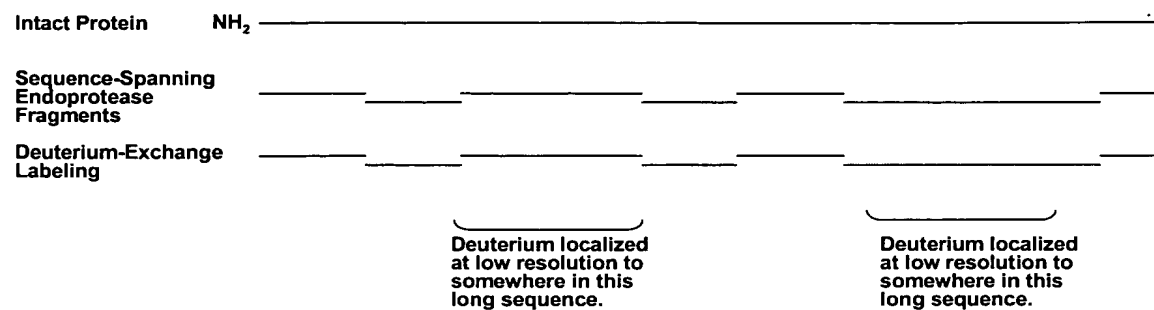 Intact Protein NH2
Sequence-Spanning
Endoprotease
Fragments
Deuterium-Exchange
Labeling
Deuterium localized
at low resolution to
somewhere in this
long sequence.
Deuterium localized
at low resolution to
somewhere in this
long sequence.